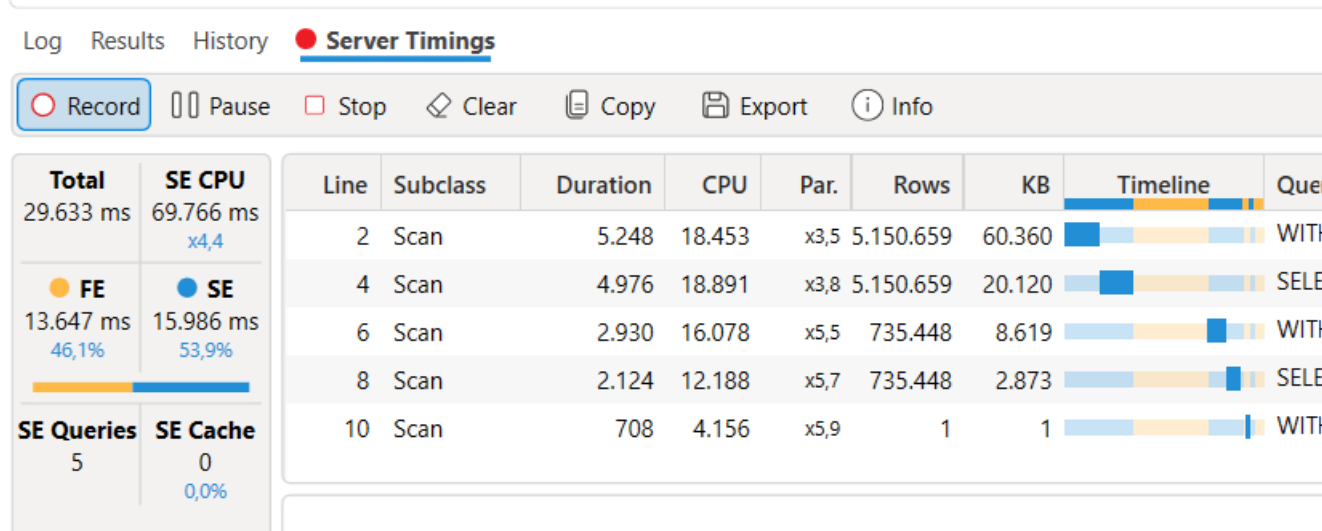 Log Results History Server Timings
Record Pause Stop Clear Copy Export Info
Total SE CPU
29.633 ms 69.766 ms
x4,4
FE SE
13.647 ms 15.986 ms
46,1% 53,9%
SE Queries SE Cache
5 0
0,0%
Line Subclass Duration CPU Par. Rows KB Timeline Que
2 Scan 5.248 18.453 x3,5 5.150.659 60.360 WITH
4 Scan 4.976 18.891 x3,8 5.150.659 20.120 SELE
6 Scan 2.930 16.078 x5,5 735.448 8.619 WITH
8 Scan 2.124 12.188 x5,7 735.448 2.873 SELE
10 Scan 708 4.156 x5,9 1 1 WITH